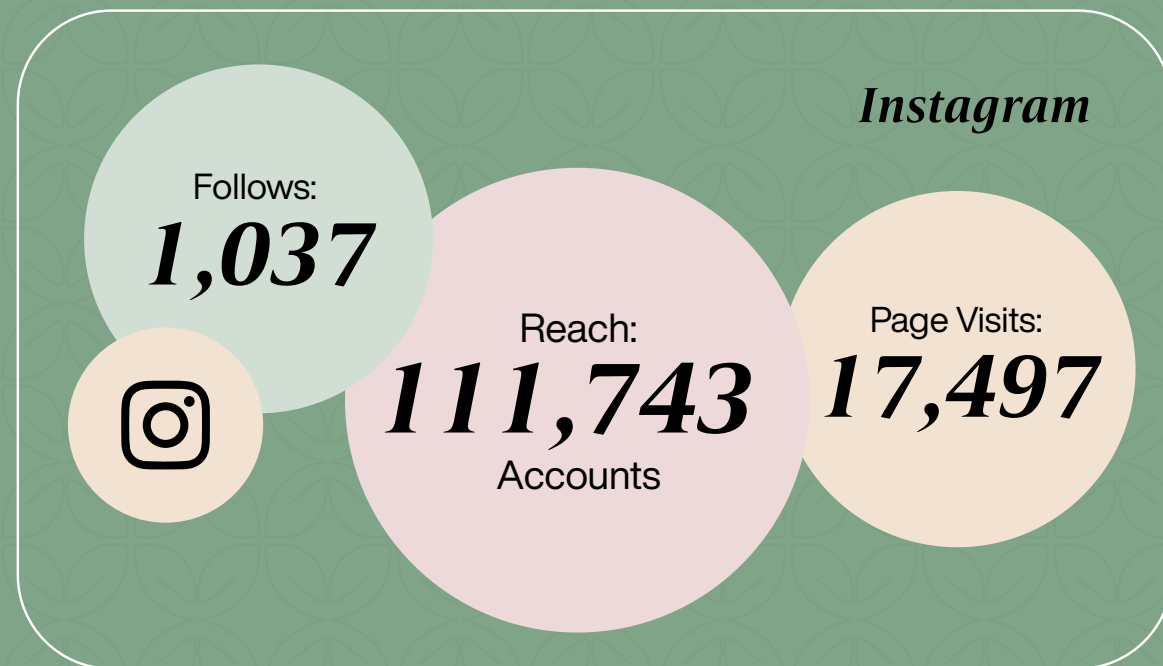 Instagram
Follows:
1,037
Reach:
111,743
Accounts
Page Visits:
17,497